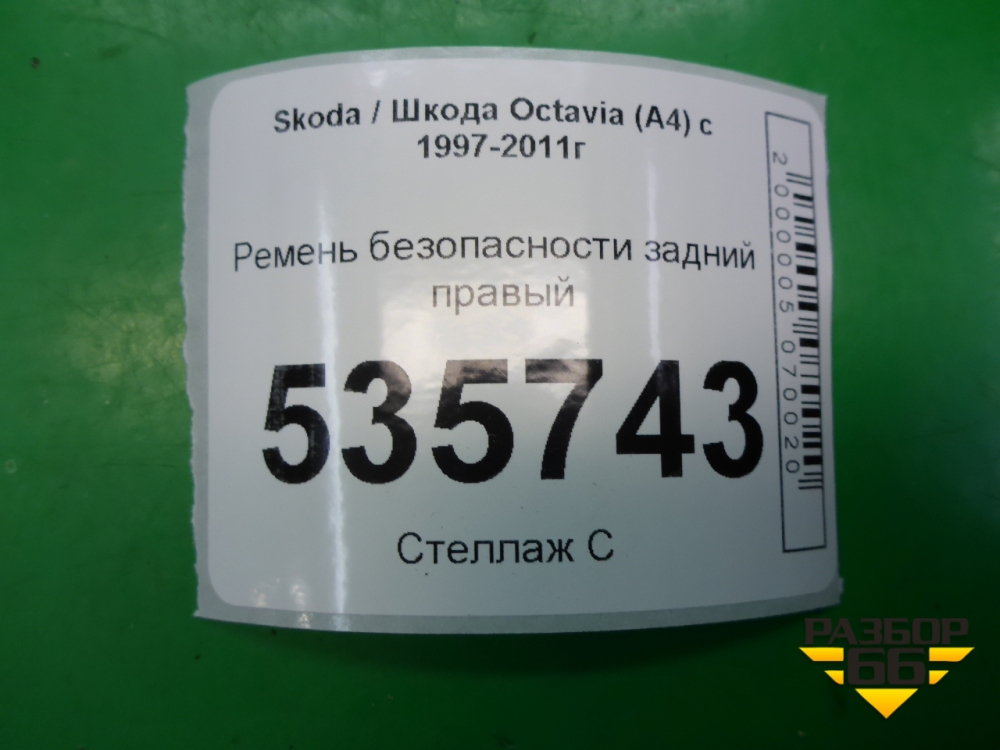 Skoda / Шкода Octavia (A4) с
1997-2011г
Ремень безопасности задний
правый
535743
Стеллаж С
2000005070020
РАЗБОР
66